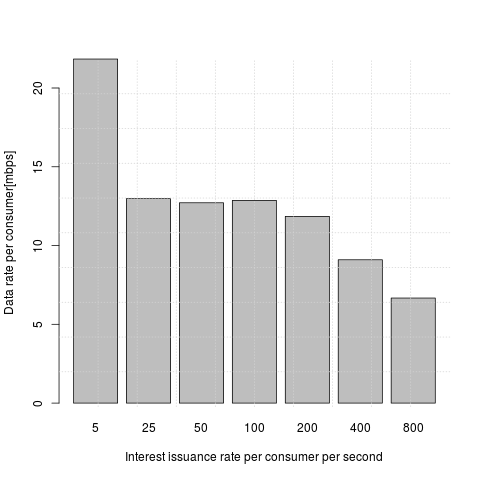 Data rate per consumer[mbps]
20
15
10
5
0
5 25 50 100 200 400 800
Interest issuance rate per consumer per second